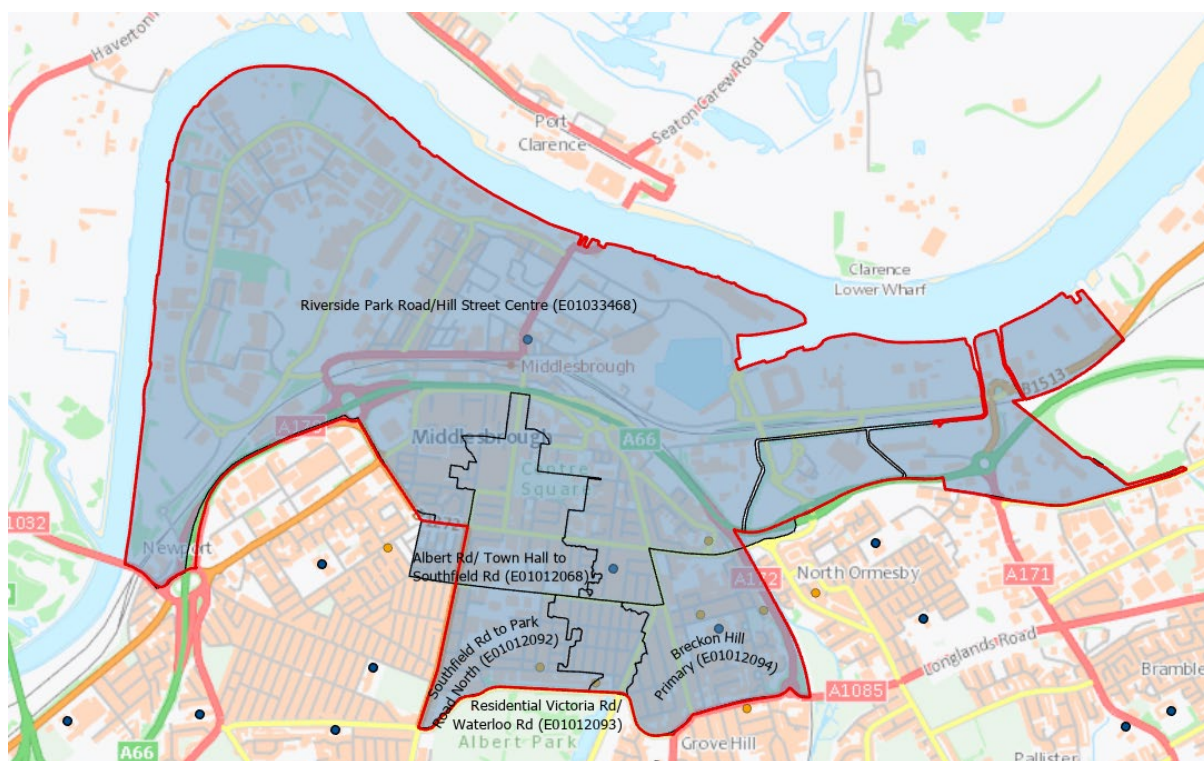 Haverton
Port
Clarence
Seaton Carew Road
Clarence
Lower Wharf
Riverside Park Road/Hill Street Centre (E01033468)
Middlesbrough
B1513
A66
Middlesbrough
Centre
Square
1032
Newport
Albert Rd/ Town Hall to
Southfield Rd (E01012068)
A172
North Ormesby
A171
Southfield Rd to Park
Road North (E01012092)
Breckon Hill
Primary (E01012094)
Longlands Road
A1085
Bramble
Residential Victoria Rd/
Waterloo Rd (E01012093)
Albert Park
Grove Hill
A66
Pallister